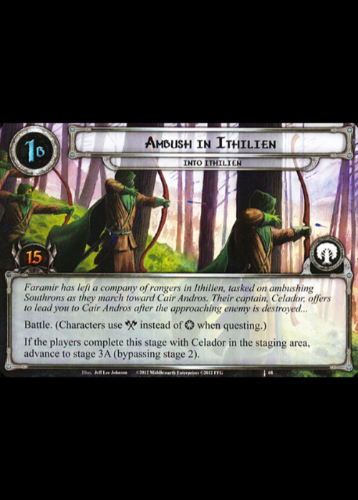 1B
AMBUSH IN ITHILIEN
INTO ITHILIEN
15
Faramir has left a company of rangers in Ithilien, tasked on ambushing
Southrons as they march toward Cair Andros. Their captain, Celador, offers
to lead you to Cair Andros after the approaching enemy is destroyed...
Battle. (Characters use instead of when questing.)
If the players complete this stage with Celador in the staging area,
advance to stage 3A (bypassing stage 2).
Illus. Jeff Lee Johnson ©2012 Middle-earth Enterprises ©2012 FFG 68